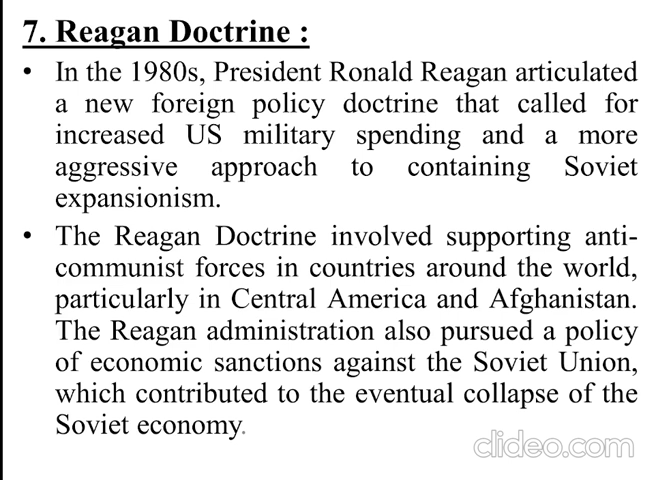 7. Reagan Doctrine :
• In the 1980s, President Ronald Reagan articulated
a new foreign policy doctrine that called for
increased US military spending and a more
aggressive approach to containing Soviet
expansionism.
• The Reagan Doctrine involved supporting anti-
communist forces in countries around the world,
particularly in Central America and Afghanistan.
The Reagan administration also pursued a policy
of economic sanctions against the Soviet Union,
which contributed to the eventual collapse of the
Soviet economy.
clideo.com